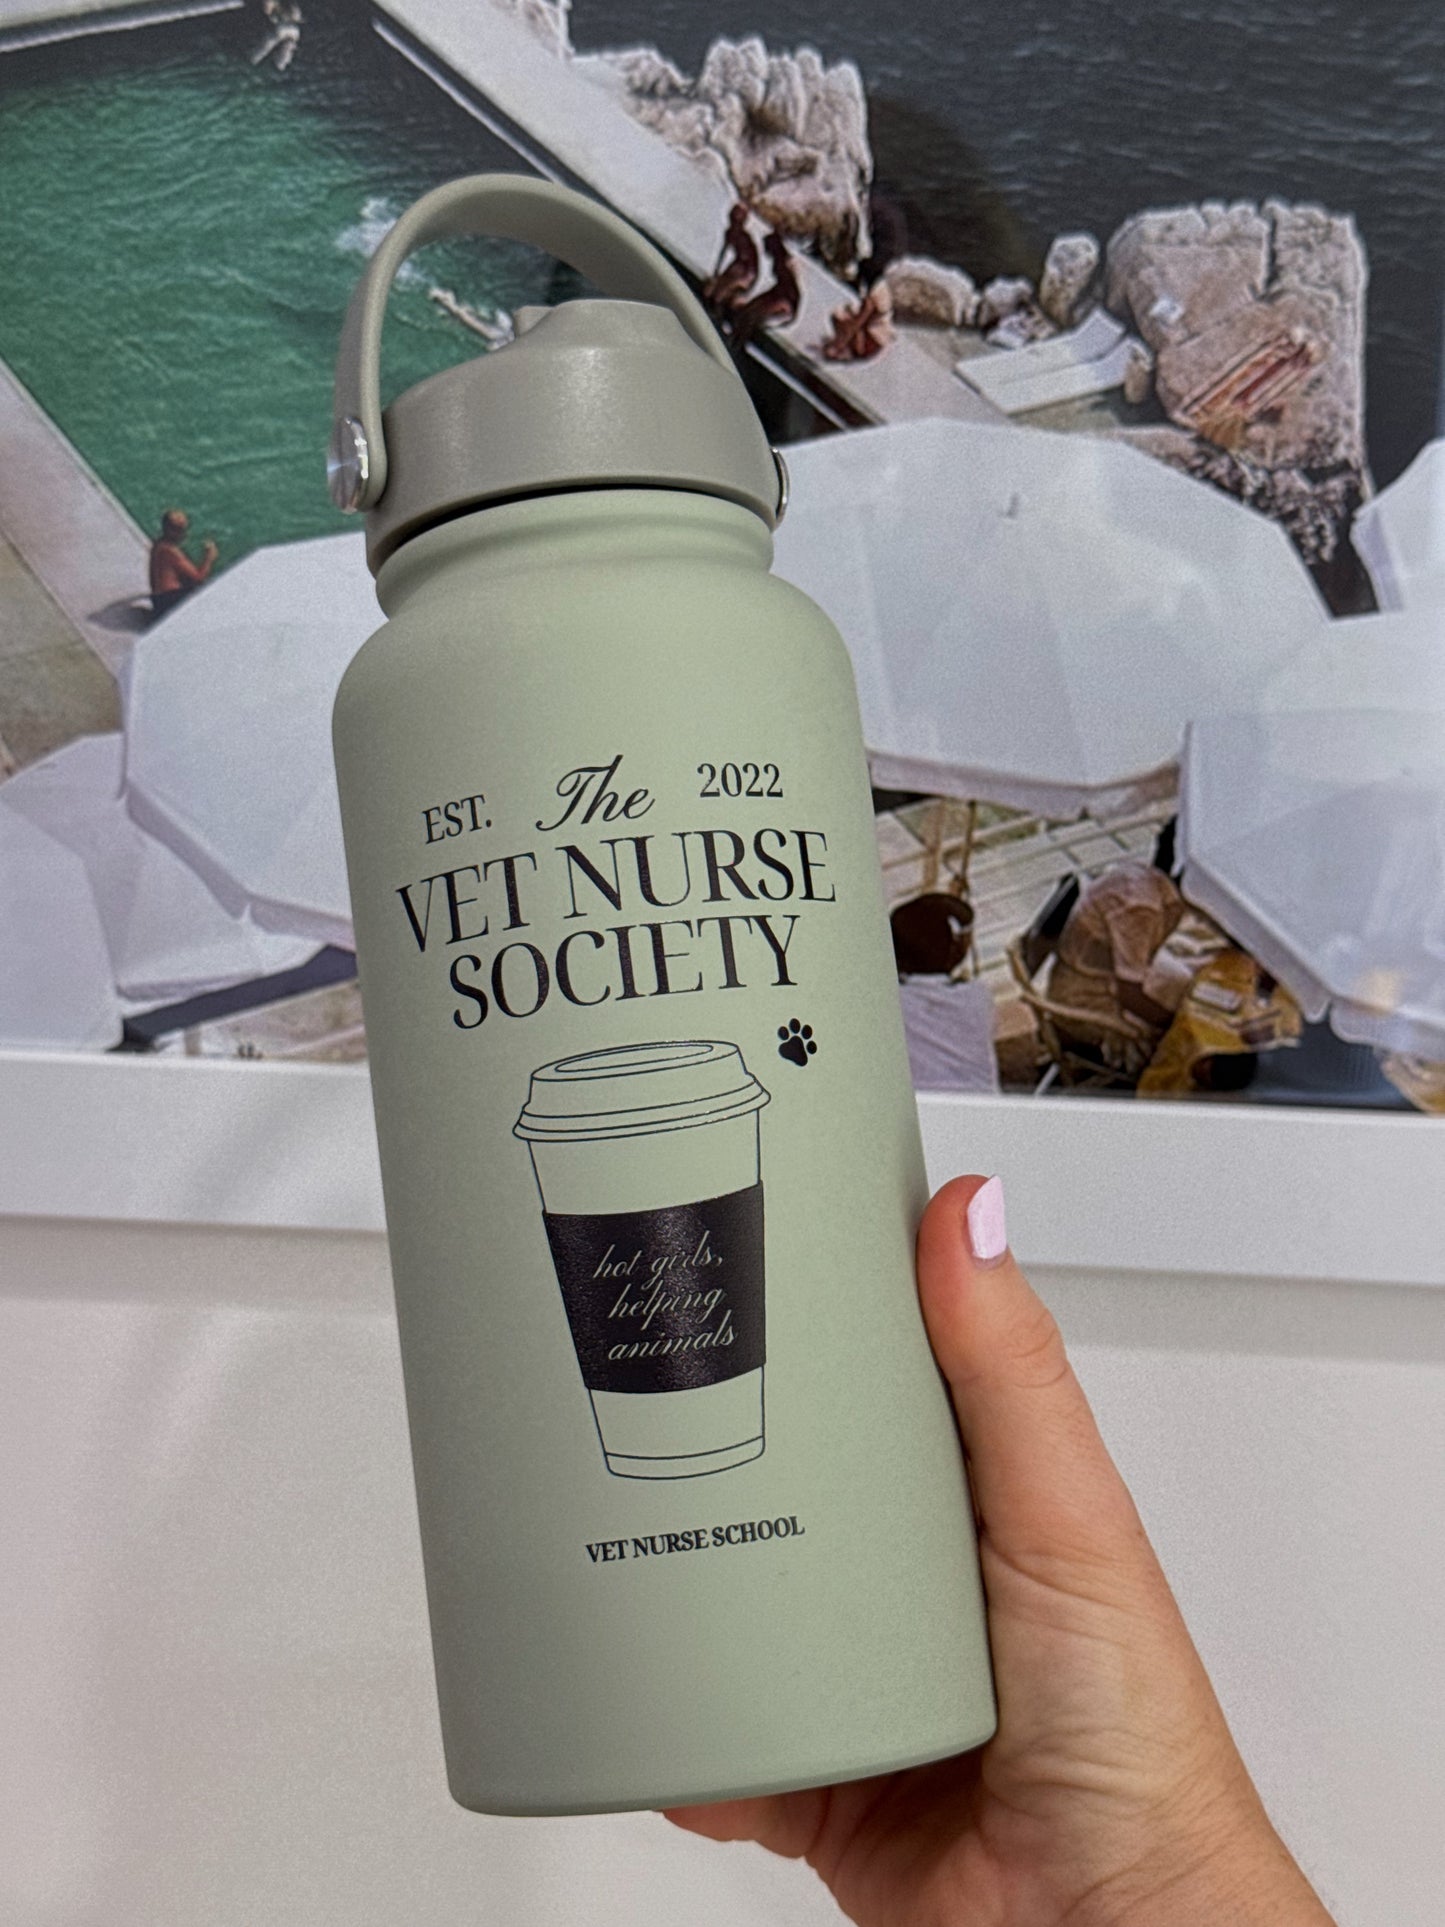 EST. The 2022
VET NURSE
SOCIETY
hot girls,
helping
animals
VET NURSE SCHOOL